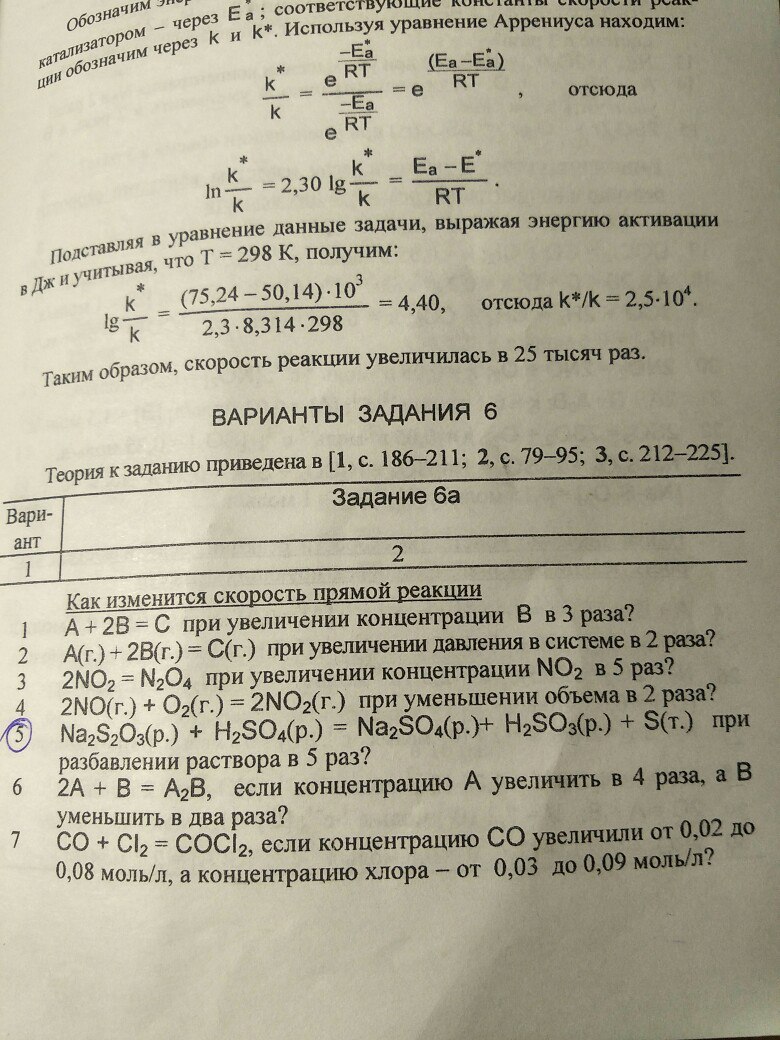 Обозначим
катализатором – через Ea*; соответствующие константы скорости реак-
ции обозначим через k и k*. Используя уравнение Аррениуса находим:
k*/k = e^(-Ea*/RT) / e^(-Ea/RT) = e^((Ea–Ea*)/RT) , отсюда
ln k*/k = 2,30 lg k*/k = (Ea – E*)/RT .
Подставляя в уравнение данные задачи, выражая энергию активации
в Дж и учитывая, что T = 298 К, получим:
lg k*/k = (75,24 – 50,14)·10³ / 2,3·8,314·298 = 4,40, отсюда k*/k = 2,5·10⁴.
Таким образом, скорость реакции увеличилась в 25 тысяч раз.
ВАРИАНТЫ ЗАДАНИЯ 6
Теория к заданию приведена в [1, с. 186–211; 2, с. 79–95; 3, с. 212–225].
Вари-
ант
Задание 6а
1 2
Как изменится скорость прямой реакции
1 A + 2B = C при увеличении концентрации B в 3 раза?
2 A(г.) + 2B(г.) = C(г.) при увеличении давления в системе в 2 раза?
3 2NO₂ = N₂O₄ при увеличении концентрации NO₂ в 5 раз?
4 2NO(г.) + O₂(г.) = 2NO₂(г.) при уменьшении объема в 2 раза?
5 Na₂S₂O₃(р.) + H₂SO₄(р.) = Na₂SO₄(р.)+ H₂SO₃(р.) + S(т.) при
разбавлении раствора в 5 раз?
6 2A + B = A₂B, если концентрацию A увеличить в 4 раза, а B
уменьшить в два раза?
7 CO + Cl₂ = COCl₂, если концентрацию CO увеличили от 0,02 до
0,08 моль/л, а концентрацию хлора – от 0,03 до 0,09 моль/л?